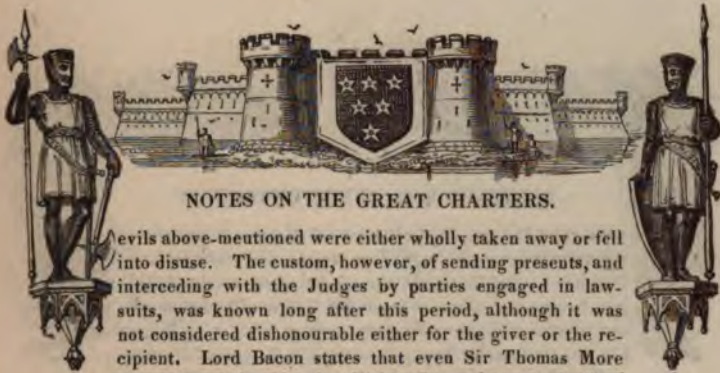 NOTES ON THE GREAT CHARTERS.
evils above-mentioned were either wholly taken away or fell
into disuse. The custom, however, of sending presents, and
interceding with the Judges by parties engaged in law-
suits, was known long after this period, although it was
not considered dishonourable either for the giver or the re-
cipient. Lord Bacon states that even Sir Thomas More